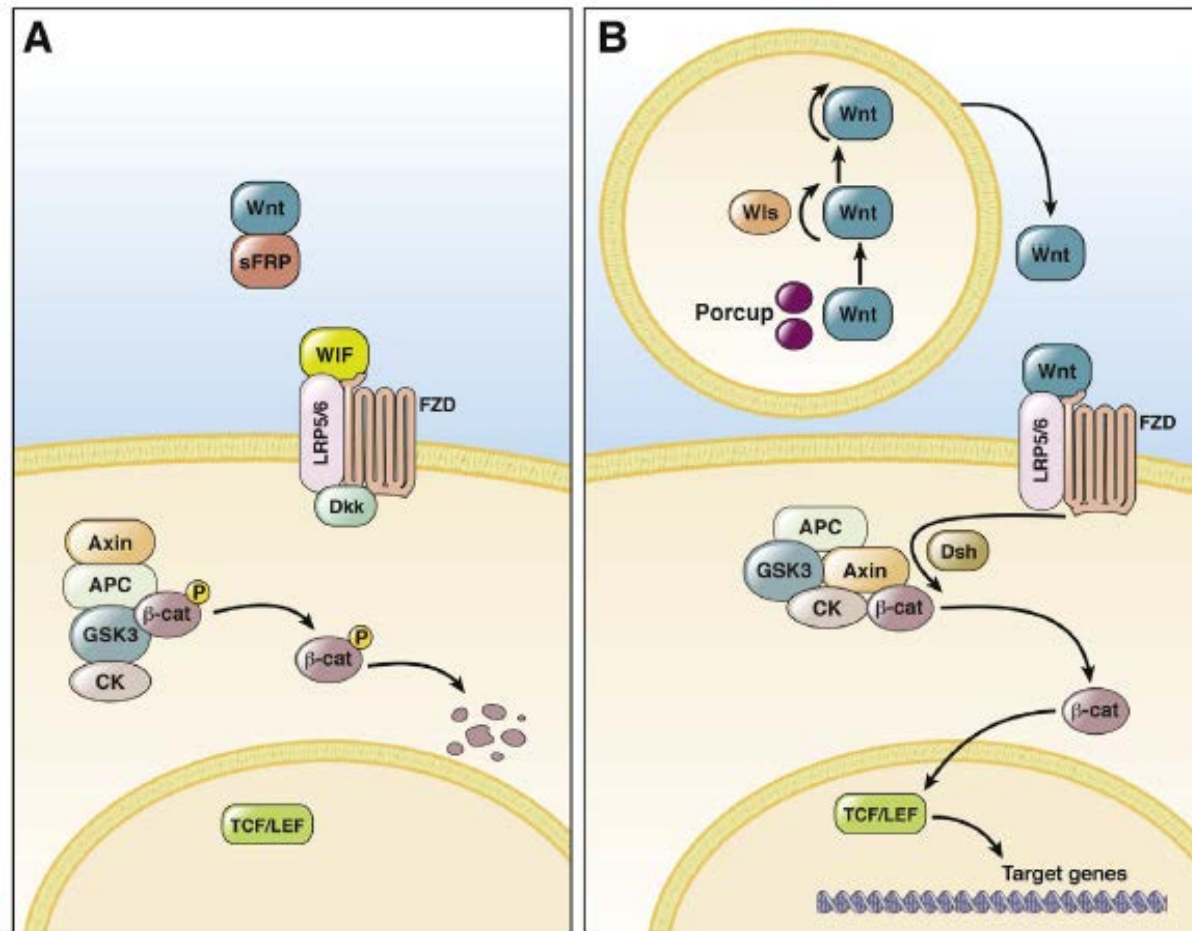 A
Wnt
sFRP
WIF
LRP5/6
FZD
Dkk
Axin
APC
β-cat
P
GSK3
CK
β-cat
P
TCF/LEF
B
Wnt
Wls
Wnt
Porcup
Wnt
Wnt
Wnt
LRP5/6
FZD
APC
GSK3
Axin
Dsh
CK
β-cat
β-cat
TCF/LEF
Target genes